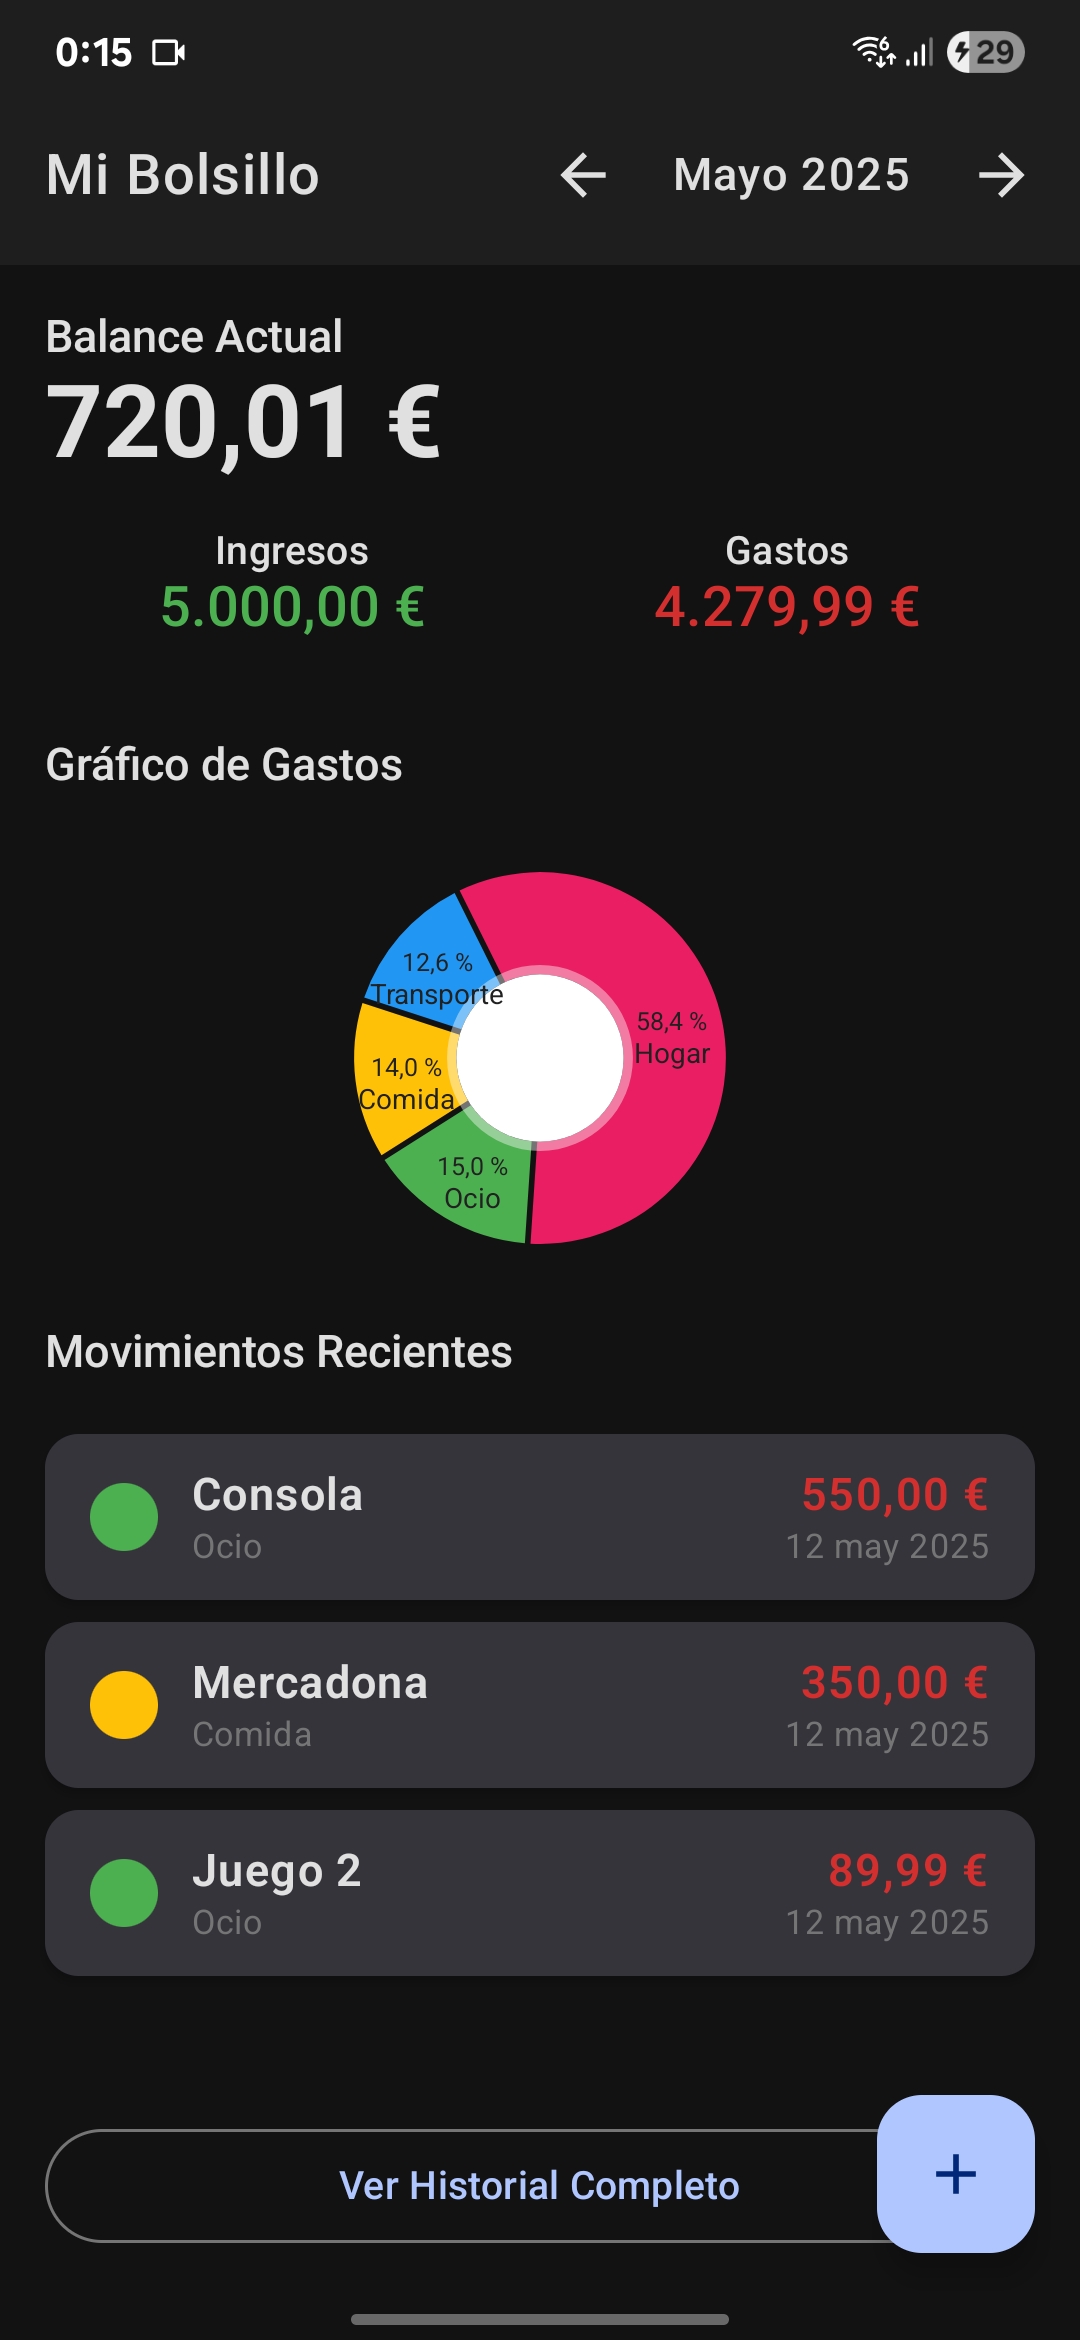 0:15
6
29
Mi Bolsillo
Mayo 2025
Balance Actual
720,01 €
Ingresos
Gastos
5.000,00 €
4.279,99 €
Gráfico de Gastos
12,6 %
Transporte
58,4 %
Hogar
14,0 %
Comida
15,0 %
Ocio
Movimientos Recientes
Consola
550,00 €
Ocio
12 may 2025
Mercadona
350,00 €
Comida
12 may 2025
Juego 2
89,99 €
Ocio
12 may 2025
Ver Historial Completo
+